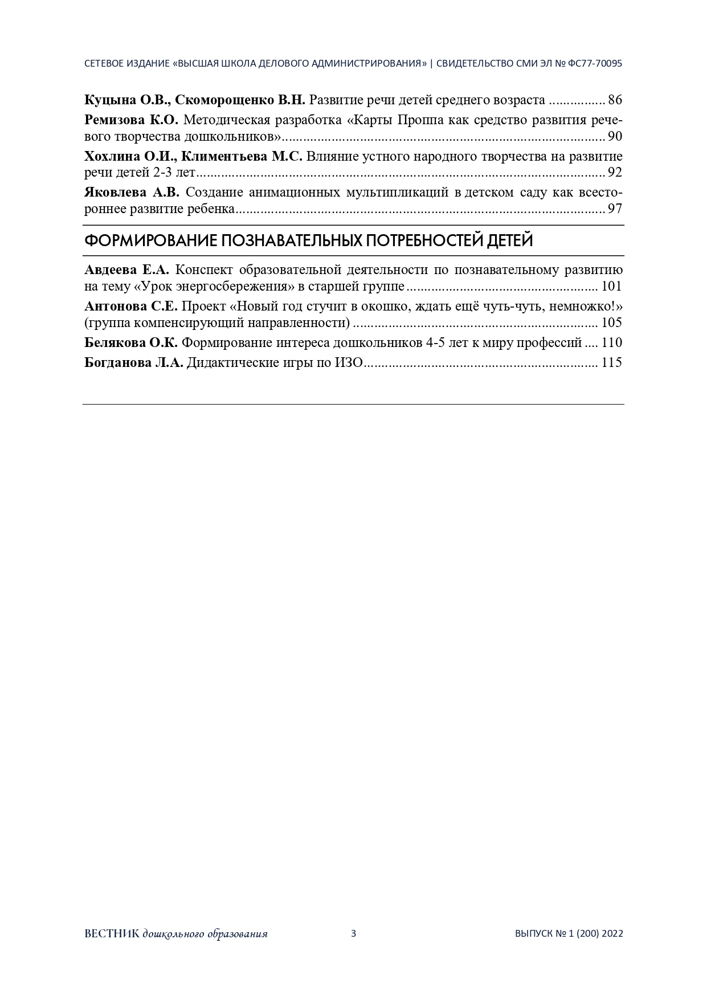 СЕТЕВОЕ ИЗДАНИЕ «ВЫСШАЯ ШКОЛА ДЕЛОВОГО АДМИНИСТРИРОВАНИЯ» | СВИДЕТЕЛЬСТВО СМИ ЭЛ № ФС77-70095
Куцына О.В., Скоморощенко В.Н. Развитие речи детей среднего возраста ................ 86
Ремизова К.О. Методическая разработка «Карты Проппа как средство развития рече-
вого творчества дошкольников»........................................................................................... 90
Хохлина О.И., Климентьева М.С. Влияние устного народного творчества на развитие
речи детей 2-3 лет................................................................................................................... 92
Яковлева А.В. Создание анимационных мультипликаций в детском саду как всесто-
роннее развитие ребенка........................................................................................................ 97
ФОРМИРОВАНИЕ ПОЗНАВАТЕЛЬНЫХ ПОТРЕБНОСТЕЙ ДЕТЕЙ
Авдеева Е.А. Конспект образовательной деятельности по познавательному развитию
на тему «Урок энергосбережения» в старшей группе...................................................... 101
Антонова С.Е. Проект «Новый год стучит в окошко, ждать ещё чуть-чуть, немножко!»
(группа компенсирующий направленности) ..................................................................... 105
Белякова О.К. Формирование интереса дошкольников 4-5 лет к миру профессий .... 110
Богданова Л.А. Дидактические игры по ИЗО.................................................................. 115
ВЕСТНИК дошкольного образования
3
ВЫПУСК № 1 (200) 2022